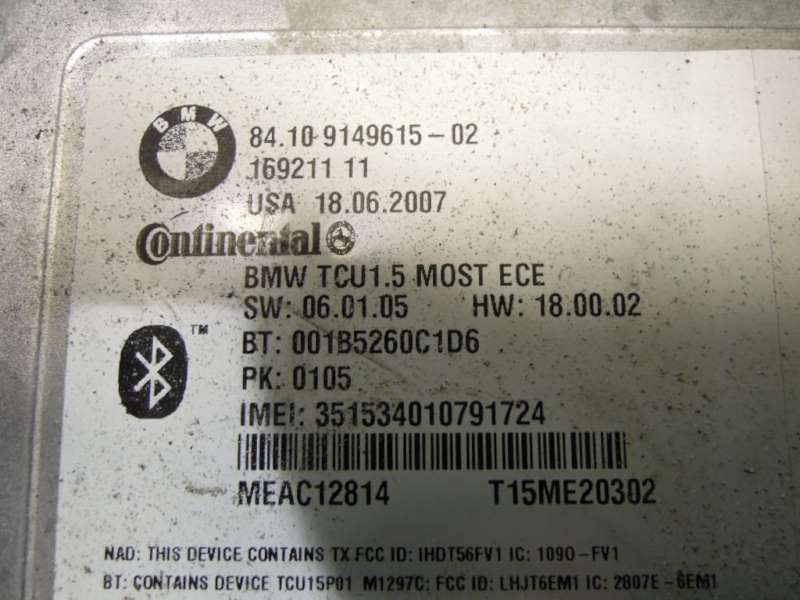 BMW
84.10 9149615-02
169211 11
USA 18.06.2007
Continental
BMW TCU1.5 MOST ECE
SW: 06.01.05 HW: 18.00.02
TM
BT: 001B5260C1D6
PK: 0105
IMEI: 351534010791724
MEAC12814 T15ME20302
NAD: THIS DEVICE CONTAINS TX FCC ID: IHDT56FV1 IC: 109O-FV1
BT: CONTAINS DEVICE TCU15P01 M1297C: FCC ID: LHJT6EM1 IC: 2807E-6EM1